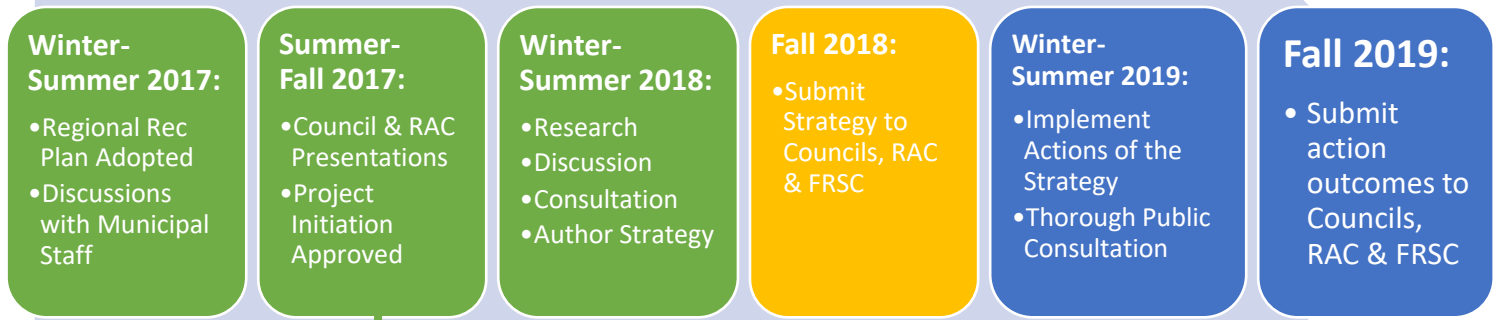 Winter-
Summer 2017:
•Regional Rec
Plan Adopted
•Discussions
with Municipal
Staff
Summer-
Fall 2017:
•Council & RAC
Presentations
•Project
Initiation
Approved
Winter-
Summer 2018:
•Research
•Discussion
•Consultation
•Author Strategy
Fall 2018:
•Submit
Strategy to
Councils, RAC
& FRSC
Winter-
Summer 2019:
•Implement
Actions of the
Strategy
•Thorough Public
Consultation
Fall 2019:
• Submit
action
outcomes to
Councils,
RAC & FRSC